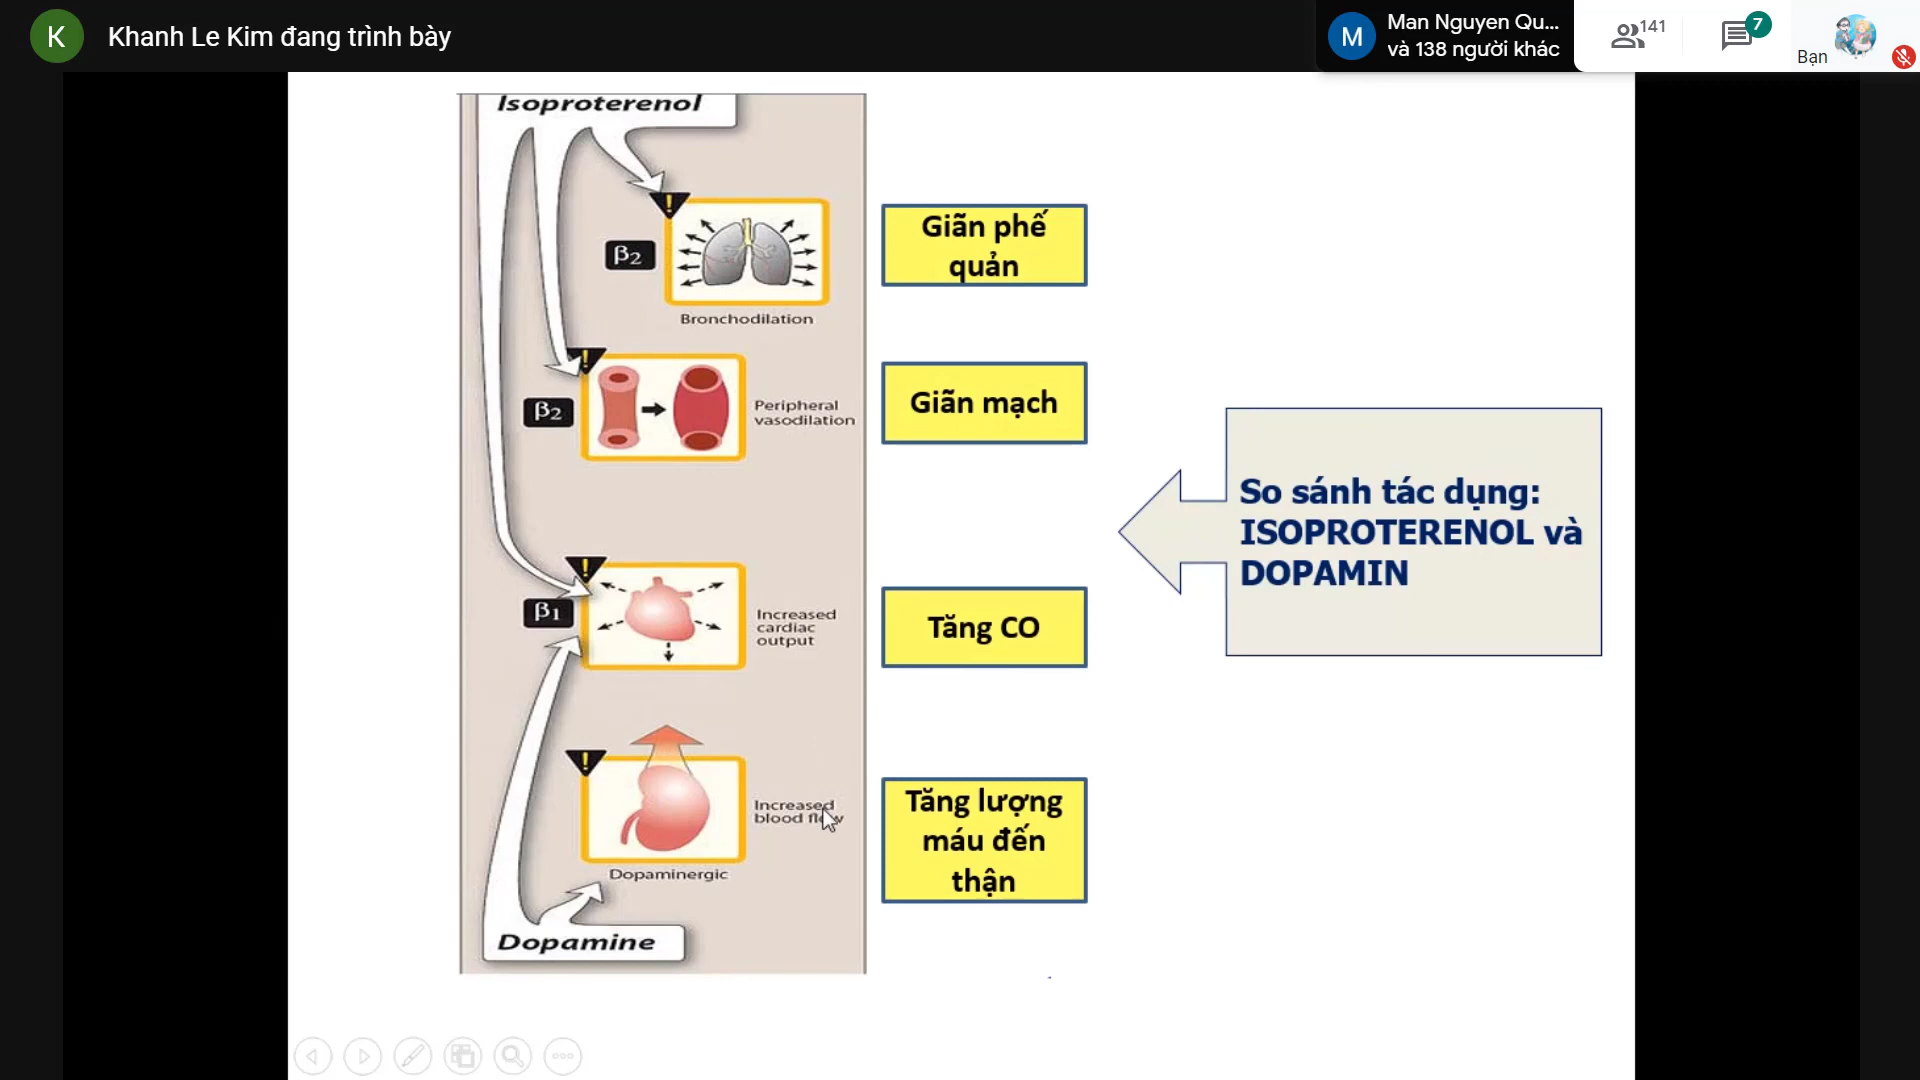 K
Khanh Le Kim đang trình bày
M
Man Nguyen Qu...
và 138 người khác
141
7
Bạn
Isoproterenol
!
β2
Bronchodilation
Giãn phế
quản
!
β2
Peripheral
vasodilation
Giãn mạch
So sánh tác dụng:
ISOPROTERENOL và
DOPAMIN
!
β1
Increased
cardiac
output
Tăng CO
!
Increased
blood flow
Dopaminergic
Tăng lượng
máu đến
thận
Dopamine